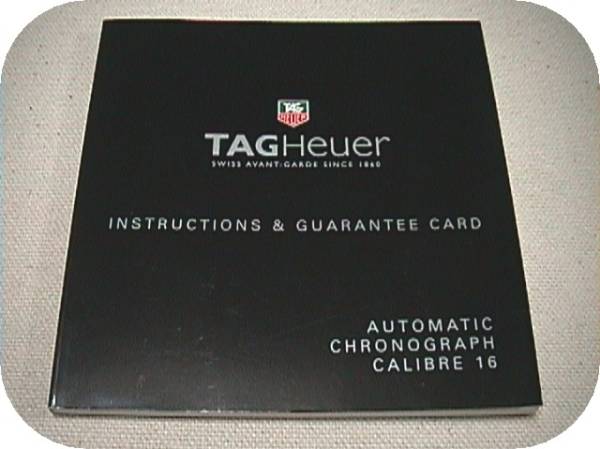 TAG
HEUER
TAGHeuer
SWISS AVANT-GARDE SINCE 1860
INSTRUCTIONS & GUARANTEE CARD
AUTOMATIC
CHRONOGRAPH
CALIBRE 16